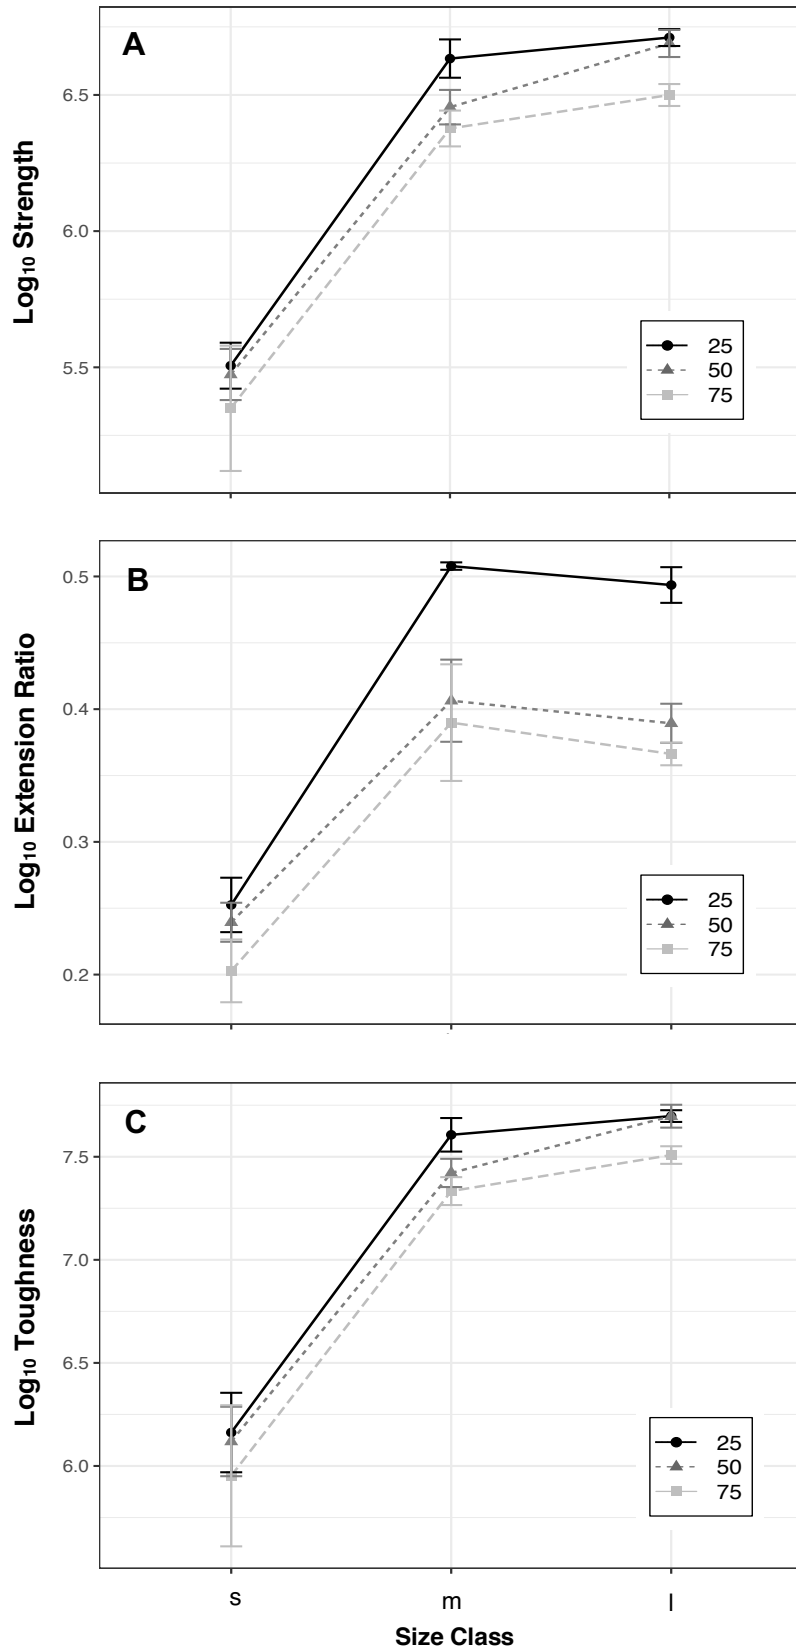 A
Log₁₀ Strength
6.5
6.0
5.5
25
50
75
B
Log₁₀ Extension Ratio
0.5
0.4
0.3
0.2
25
50
75
C
Log₁₀ Toughness
7.5
7.0
6.5
6.0
25
50
75
s m l
Size Class